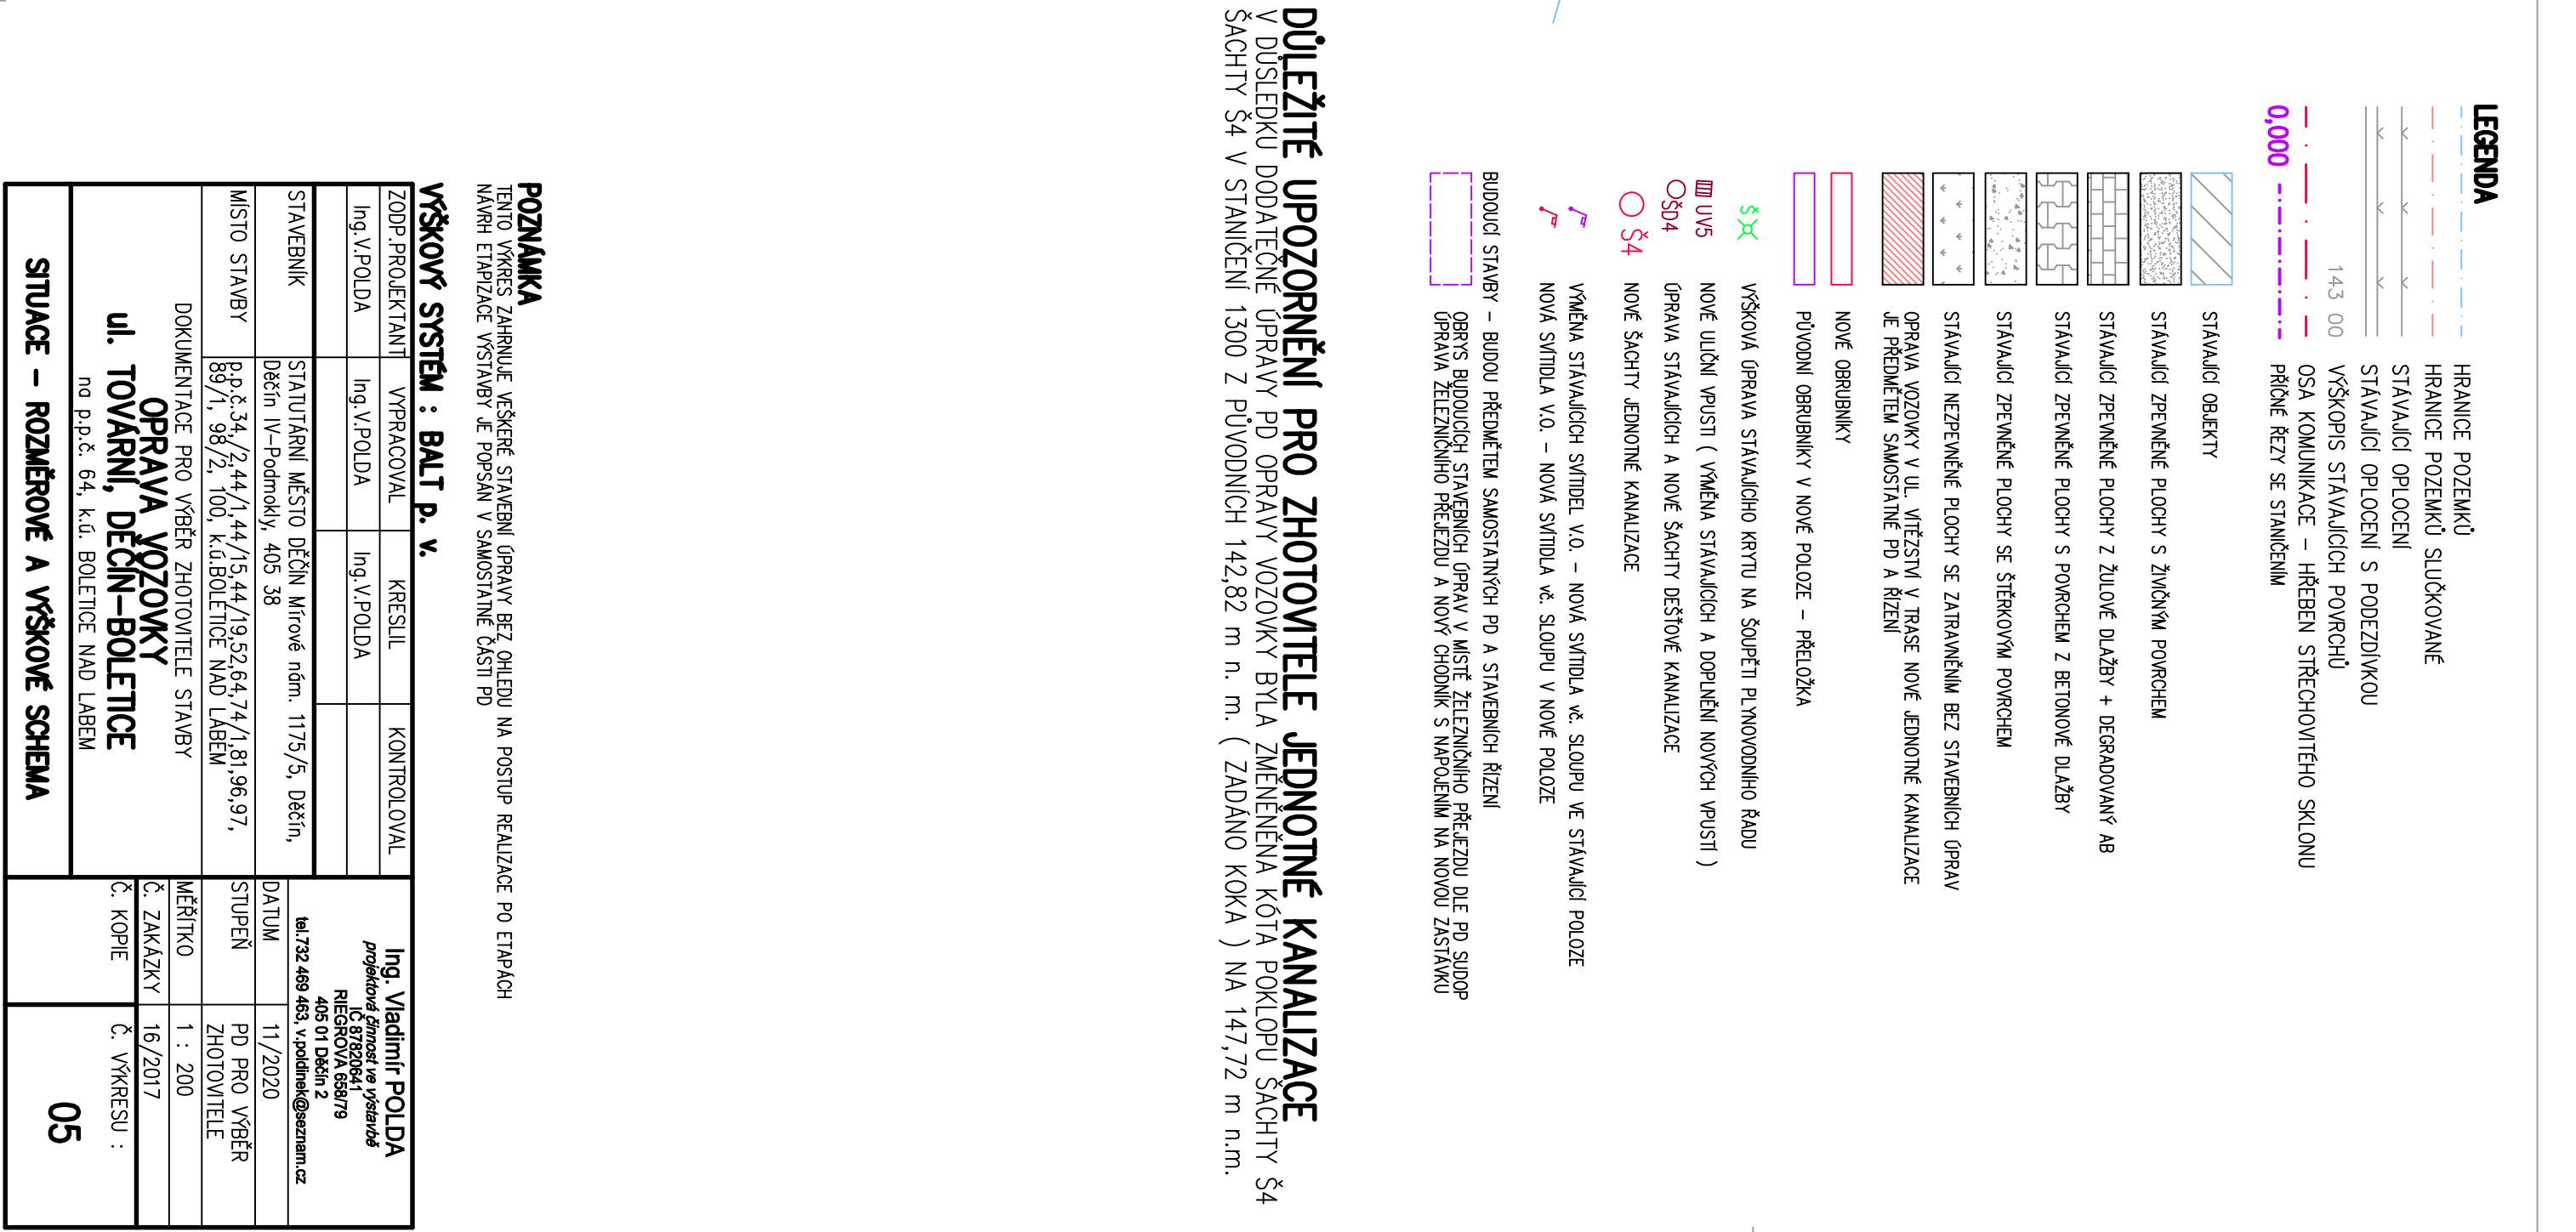 LEGENDA
HRANICE POZEMKŮ
HRANICE POZEMKŮ SLUČKOVANÉ
STÁVAJÍCÍ OPLOCENÍ
STÁVAJÍCÍ OPLOCENÍ S PODEZDÍVKOU
143 00 VÝŠKOPIS STÁVAJÍCÍCH POVRCHŮ
OSA KOMUNIKACE – HŘEBEN STŘECHOVITÉHO SKLONU
0,000 PŘÍČNÉ ŘEZY SE STANIČENÍM
STÁVAJÍCÍ OBJEKTY
STÁVAJÍCÍ ZPEVNĚNÉ PLOCHY S ŽIVIČNÝM POVRCHEM
STÁVAJÍCÍ ZPEVNĚNÉ PLOCHY Z ŽULOVÉ DLAŽBY + DEGRADOVANÝ AB
STÁVAJÍCÍ ZPEVNĚNÉ PLOCHY S POVRCHEM Z BETONOVÉ DLAŽBY
STÁVAJÍCÍ ZPEVNĚNÉ PLOCHY SE ŠTĚRKOVÝM POVRCHEM
STÁVAJÍCÍ NEZPEVNĚNÉ PLOCHY SE ZATRAVNĚNÍM BEZ STAVEBNÍCH ÚPRAV
OPRAVA VOZOVKY V UL. VÍTĚZSTVÍ V TRASE NOVÉ JEDNOTNÉ KANALIZACE
JE PŘEDMĚTEM SAMOSTATNÉ PD A ŘÍZENÍ
NOVÉ OBRUBNÍKY
PŮVODNÍ OBRUBNÍKY V NOVÉ POLOZE – PŘELOŽKA
Š VÝŠKOVÁ ÚPRAVA STÁVAJÍCÍHO KRYTU NA ŠOUPĚTI PLYNOVODNÍHO ŘADU
UV5 NOVÉ ULIČNÍ VPUSTI ( VÝMĚNA STÁVAJÍCÍCH A DOPLNĚNÍ NOVÝCH VPUSTÍ )
ŠD4 ÚPRAVA STÁVAJÍCÍCH A NOVÉ ŠACHTY DEŠŤOVÉ KANALIZACE
Š4 NOVÉ ŠACHTY JEDNOTNÉ KANALIZACE
VÝMĚNA STÁVAJÍCÍCH SVÍTIDEL V.O. – NOVÁ SVÍTIDLA vč. SLOUPU VE STÁVAJÍCÍ POLOZE
NOVÁ SVÍTIDLA V.O. – NOVÁ SVÍTIDLA vč. SLOUPU V NOVÉ POLOZE
BUDOUCÍ STAVBY – BUDOU PŘEDMĚTEM SAMOSTATNÝCH PD A STAVEBNÍCH ŘÍZENÍ
OBRYS BUDOUCÍCH STAVEBNÍCH ÚPRAV V MÍSTĚ ŽELEZNIČNÍHO PŘEJEZDU DLE PD SUDOP
ÚPRAVA ŽELEZNIČNÍHO PŘEJEZDU A NOVÝ CHODNÍK S NAPOJENÍM NA NOVOU ZASTÁVKU
DŮLEŽITÉ UPOZORNĚNÍ PRO ZHOTOVITELE JEDNOTNÉ KANALIZACE
V DŮSLEDKU DODATEČNÉ ÚPRAVY PD OPRAVY VOZOVKY BYLA ZMĚNĚNĚNA KÓTA POKLOPU ŠACHTY Š4
ŠACHTY Š4 V STANIČENÍ 1300 Z PŮVODNÍCH 142,82 m n. m. ( ZADÁNO KOKA ) NA 147,72 m n.m.
POZNÁMKA
TENTO VÝKRES ZAHRNUJE VEŠKERÉ STAVEBNÍ ÚPRAVY BEZ OHLEDU NA POSTUP REALIZACE PO ETAPÁCH
NÁVRH ETAPIZACE VÝSTAVBY JE POPSÁN V SAMOSTATNÉ ČÁSTI PD
VÝŠKOVÝ SYSTÉM : BALT p. v.
ZODP.PROJEKTANT VYPRACOVAL KRESLIL KONTROLOVAL
Ing.V.POLDA Ing.V.POLDA Ing.V.POLDA
STAVEBNÍK STATUTÁRNÍ MĚSTO DĚČÍN Mírové nám. 1175/5, Děčín,
Děčín IV–Podmokly, 405 38
MÍSTO STAVBY p.p.č.34,/2,44/1,44/15,44/19,52,64,74/1,81,96,97,
89/1, 98/2, 100, k.ú.BOLETICE NAD LABEM
DOKUMENTACE PRO VÝBĚR ZHOTOVITELE STAVBY
OPRAVA VOZOVKY
ul. TOVÁRNÍ, DĚČÍN–BOLETICE
na p.p.č. 64, k.ú. BOLETICE NAD LABEM
SITUACE – ROZMĚROVÉ A VÝŠKOVÉ SCHEMA
Ing. Vladimír POLDA
projektová činnost ve výstavbě
IČ 87820641
RIEGROVA 658/79
405 01 Děčín 2
tel.732 469 463, v.poldinek@seznam.cz
DATUM 11/2020
STUPEŇ PD PRO VÝBĚR
ZHOTOVITELE
MĚŘÍTKO 1 : 200
Č. ZAKÁZKY 16/2017
Č. KOPIE Č. VÝKRESU :
05